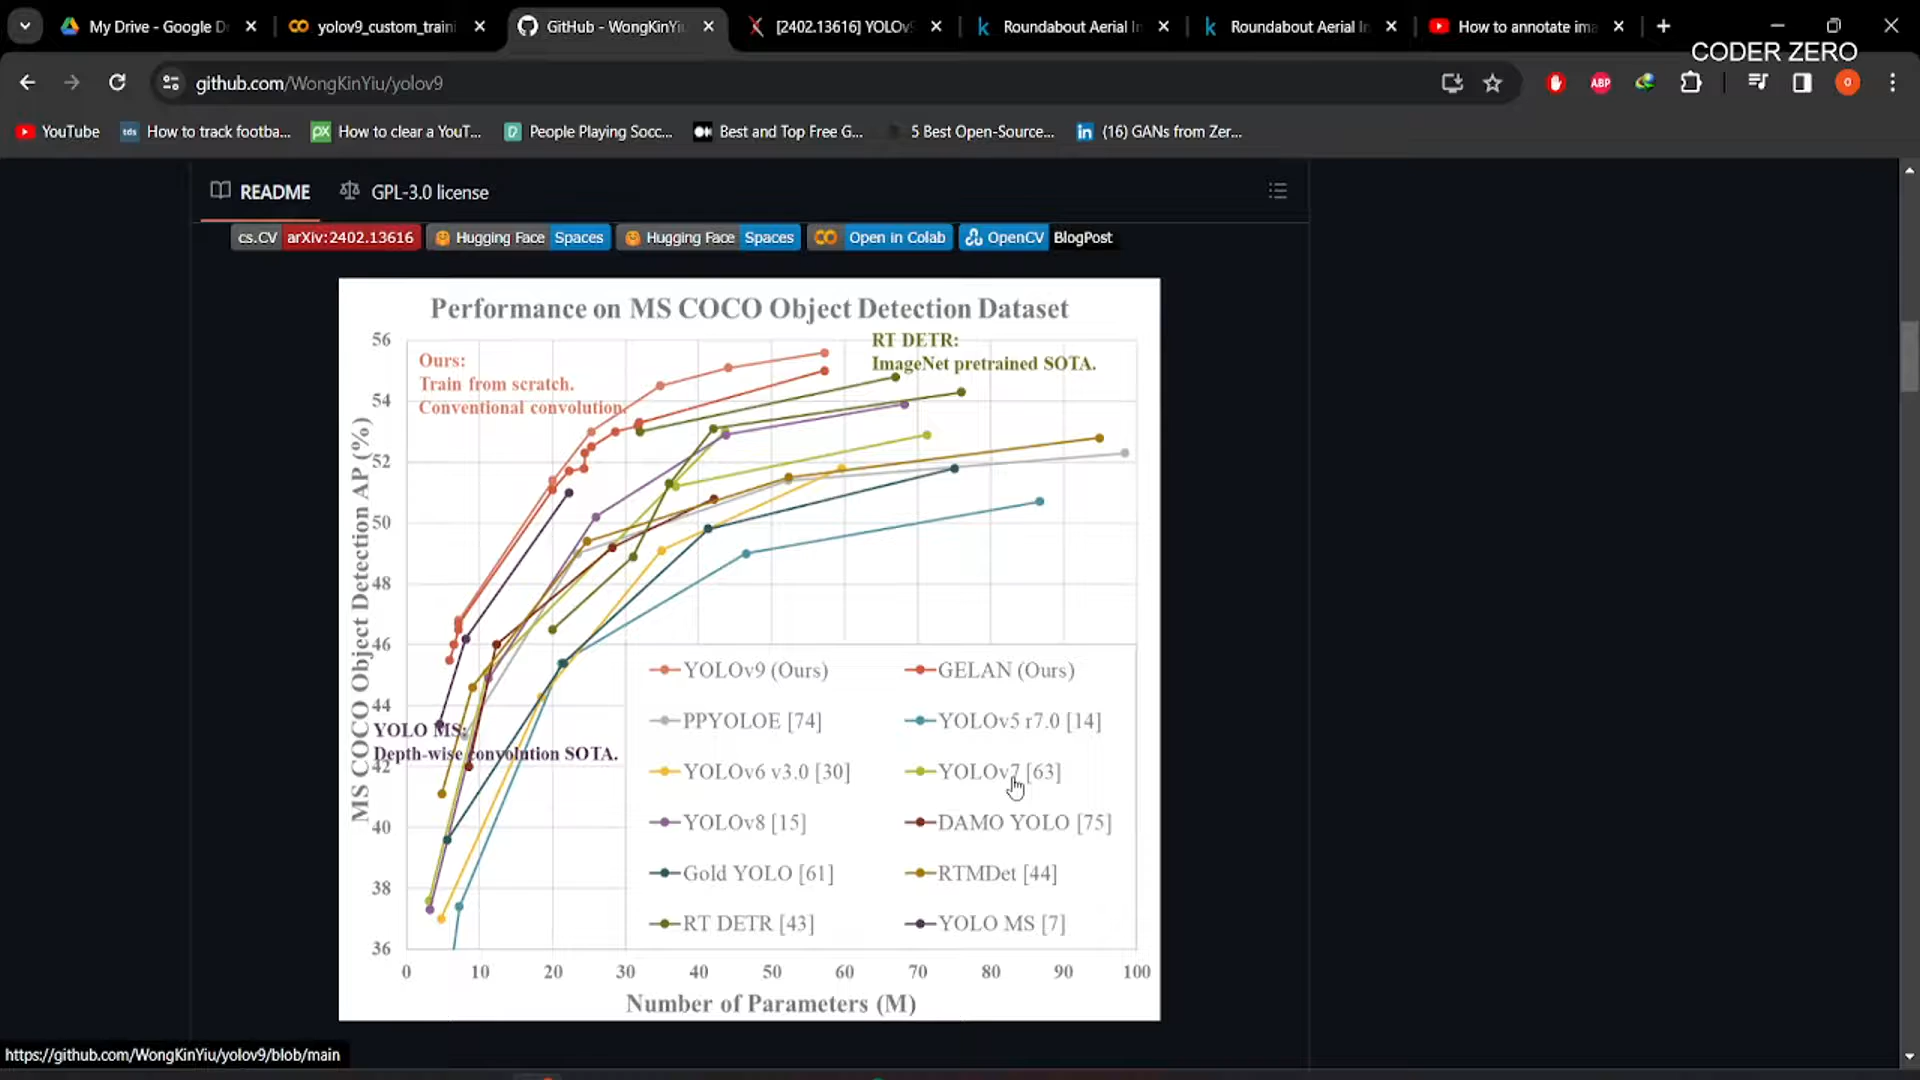 My Drive - Google D
yolov9_custom_traini
GitHub - WongKinYiu
[2402.13616] YOLOv9
Roundabout Aerial In
Roundabout Aerial In
How to annotate ima
CODER ZERO
github.com/WongKinYiu/yolov9
ABP
O
YouTube
tds How to track footba...
px How to clear a YouT...
People Playing Socc...
Best and Top Free G...
5 Best Open-Source...
in (16) GANs from Zer...
README
GPL-3.0 license
cs.CV arXiv:2402.13616
Hugging Face Spaces
Hugging Face Spaces
Open in Colab
OpenCV BlogPost
Performance on MS COCO Object Detection Dataset
Ours:
Train from scratch.
Conventional convolution.
RT DETR:
ImageNet pretrained SOTA.
MS COCO Object Detection AP (%)
56
54
52
50
48
46
44
42
40
38
36
YOLO MS:
Depth-wise convolution SOTA.
YOLOv9 (Ours)
GELAN (Ours)
PPYOLOE [74]
YOLOv5 r7.0 [14]
YOLOv6 v3.0 [30]
YOLOv7 [63]
YOLOv8 [15]
DAMO YOLO [75]
Gold YOLO [61]
RTMDet [44]
RT DETR [43]
YOLO MS [7]
0 10 20 30 40 50 60 70 80 90 100
Number of Parameters (M)
https://github.com/WongKinYiu/yolov9/blob/main